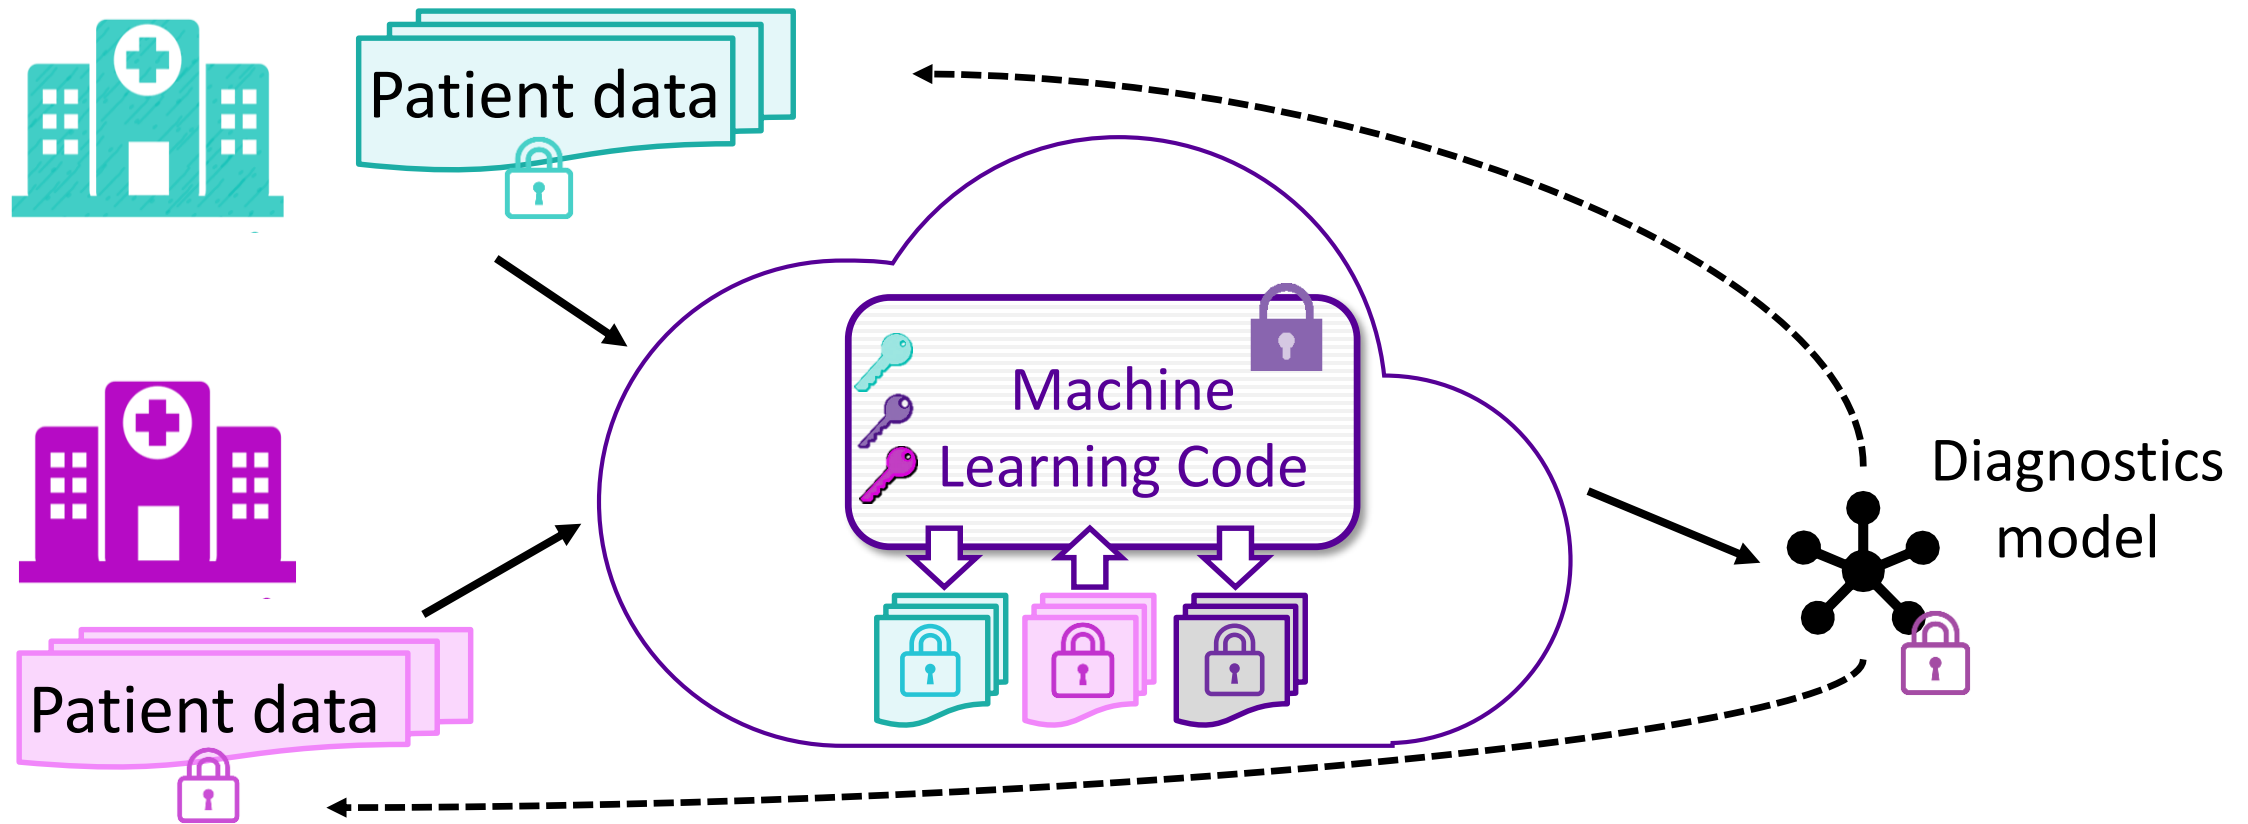 Patient data
Machine
Learning Code
Diagnostics
model
Patient data